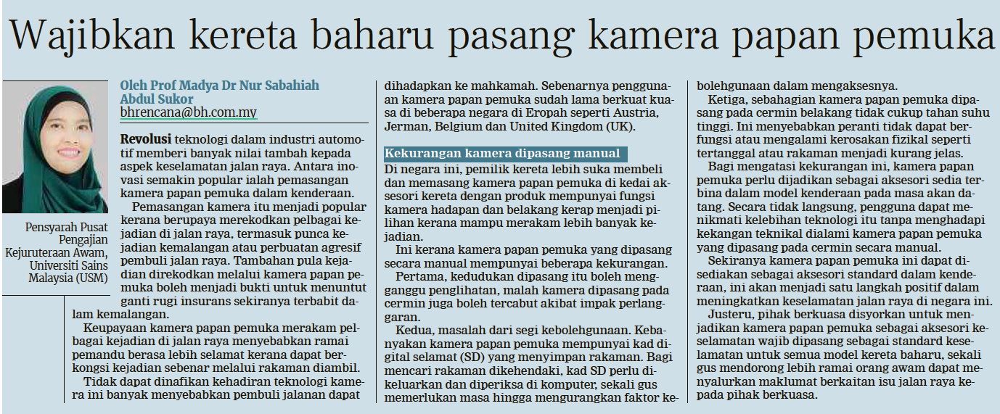 Wajibkan kereta baharu pasang kamera papan pemuka
Pensyarah Pusat
Pengajian
Kejuruteraan Awam,
Universiti Sains
Malaysia (USM)
Oleh Prof Madya Dr Nur Sabahiah
Abdul Sukor
bhrencana@bh.com.my
Revolusi teknologi dalam industri automo-
tif memberi banyak nilai tambah kepada
aspek keselamatan jalan raya. Antara ino-
vasi semakin popular ialah pemasangan
kamera papan pemuka dalam kenderaan.
Pemasangan kamera itu menjadi popular
kerana berupaya merekodkan pelbagai ke-
jadian di jalan raya, termasuk punca ke-
jadian kemalangan atau perbuatan agresif
pembuli jalan raya. Tambahan pula keja-
dian direkodkan melalui kamera papan pe-
muka boleh menjadi bukti untuk menuntut
ganti rugi insurans sekiranya terbabit da-
lam kemalangan.
Keupayaan kamera papan pemuka merakam pel-
bagai kejadian di jalan raya menyebabkan ramai
pemandu berasa lebih selamat kerana dapat ber-
kongsi kejadian sebenar melalui rakaman diambil.
Tidak dapat dinafikan kehadiran teknologi kame-
ra ini banyak menyebabkan pembuli jalanan dapat
dihadapkan ke mahkamah. Sebenarnya pengguna-
an kamera papan pemuka sudah lama berkuat kua-
sa di beberapa negara di Eropah seperti Austria,
Jerman, Belgium dan United Kingdom (UK).
Kekurangan kamera dipasang manual
Di negara ini, pemilik kereta lebih suka membeli
dan memasang kamera papan pemuka di kedai ak-
sesori kereta dengan produk mempunyai fungsi
kamera hadapan dan belakang kerap menjadi pi-
lihan kerana mampu merakam lebih banyak ke-
jadian.
Ini kerana kamera papan pemuka yang dipasang
secara manual mempunyai beberapa kekurangan.
Pertama, kedudukan dipasang itu boleh meng-
ganggu penglihatan, malah kamera dipasang pada
cermin juga boleh tercabut akibat impak perlang-
garan.
Kedua, masalah dari segi kebolehgunaan. Keba-
nyakan kamera papan pemuka mempunyai kad di-
gital selamat (SD) yang menyimpan rakaman. Bagi
mencari rakaman dikehendaki, kad SD perlu di-
keluarkan dan diperiksa di komputer, sekali gus
memerlukan masa hingga mengurangkan faktor ke-
bolehgunaan dalam mengaksesnya.
Ketiga, sebahagian kamera papan pemuka dipa-
sang pada cermin belakang tidak cukup tahan suhu
tinggi. Ini menyebabkan peranti tidak dapat ber-
fungsi atau mengalami kerosakan fizikal seperti
tertanggal atau rakaman menjadi kurang jelas.
Bagi mengatasi kekurangan ini, kamera papan
pemuka perlu dijadikan sebagai aksesori sedia ter-
bina dalam model kenderaan pada masa akan da-
tang. Secara tidak langsung, pengguna dapat me-
nikmati kelebihan teknologi itu tanpa menghadapi
kekangan teknikal dialami kamera papan pemuka
yang dipasang pada cermin secara manual.
Sekiranya kamera papan pemuka ini dapat di-
sediakan sebagai aksesori standard dalam kende-
raan, ini akan menjadi satu langkah positif dalam
meningkatkan keselamatan jalan raya di negara ini.
Justeru, pihak berkuasa disyorkan untuk men-
jadikan kamera papan pemuka sebagai aksesori ke-
selamatan wajib dipasang sebagai standard kese-
lamatan untuk semua model kereta baharu, sekali
gus mendorong lebih ramai orang awam dapat me-
nyalurkan maklumat berkaitan isu jalan raya ke-
pada pihak berkuasa.